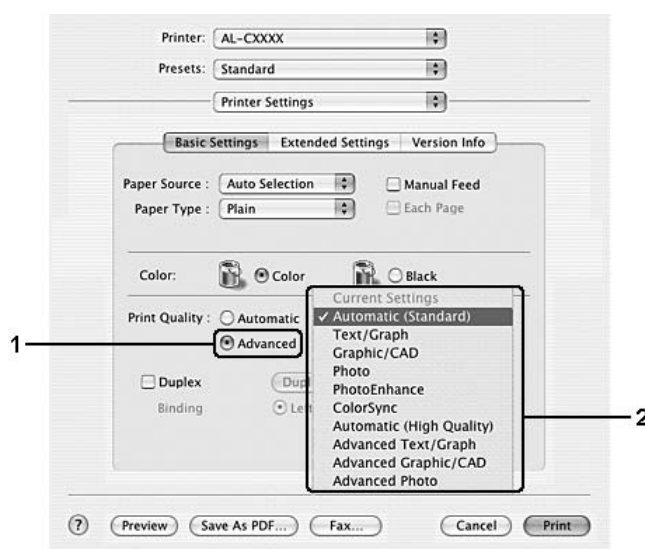 Printer: AL-CXXXX
Presets: Standard
Printer Settings
Basic Settings Extended Settings Version Info
Paper Source : Auto Selection Manual Feed
Paper Type : Plain Each Page
Color: Color Black
Print Quality : Automatic
Advanced
1
Current Settings
✓ Automatic (Standard)
Text/Graph
Graphic/CAD
Photo
PhotoEnhance
ColorSync
Automatic (High Quality)
Advanced Text/Graph
Advanced Graphic/CAD
Advanced Photo
2
Duplex Dupl
Binding Le
? Preview Save As PDF... Fax... Cancel Print